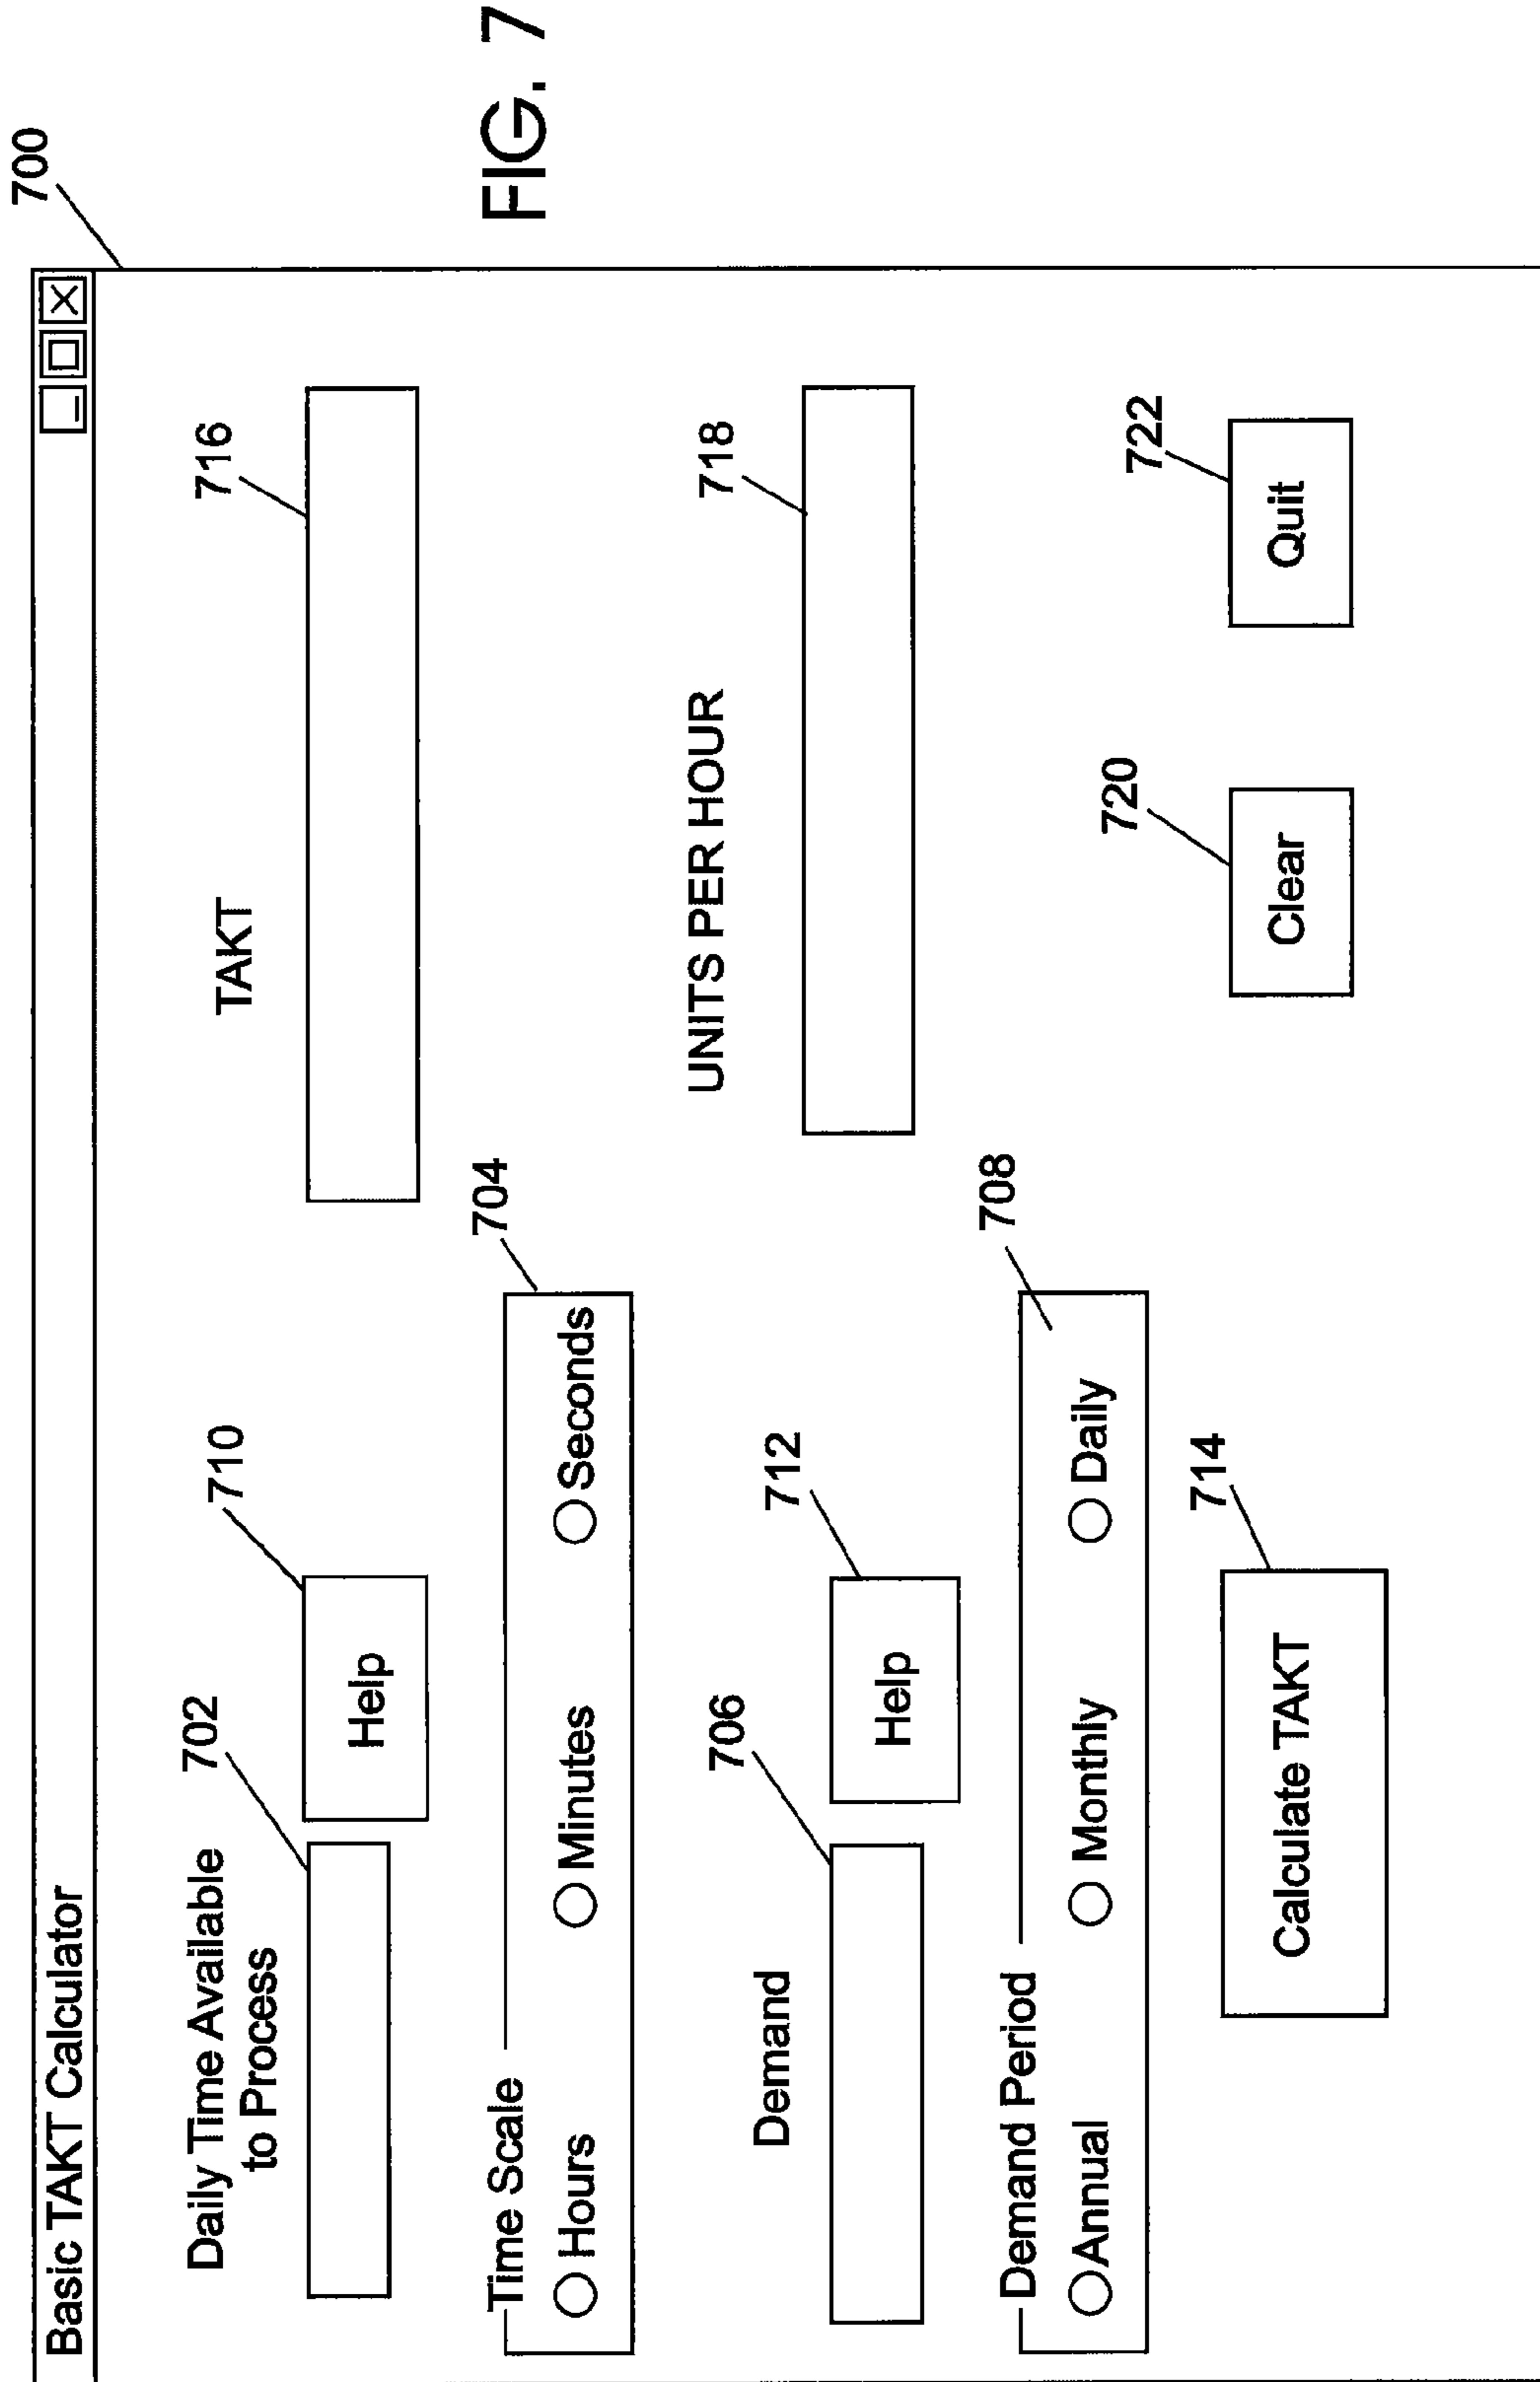 700
Basic TAKT Calculator
Daily Time Available
to Process
702
710
Help
Time Scale
704
Hours
Minutes
Seconds
Demand
706
712
Help
Demand Period
708
Annual
Monthly
Daily
714
Calculate TAKT
TAKT
716
UNITS PER HOUR
718
720
Clear
722
Quit
FIG. 7